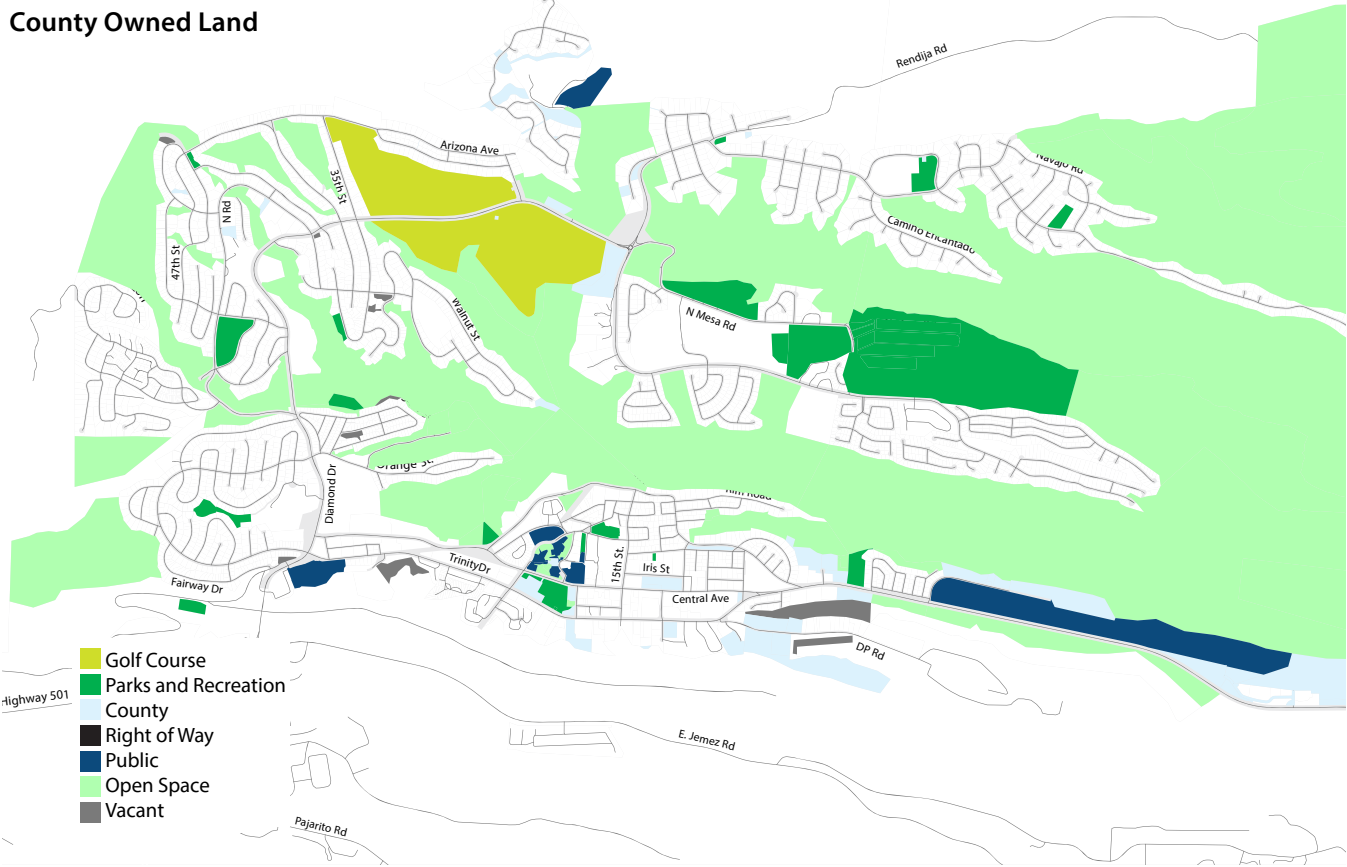 County Owned Land
Rendija Rd
Arizona Ave
Navajo Rd
35th St
N Rd
Camino Encantado
47th St
Walnut St
N Mesa Rd
Orange St.
Diamond Dr
Rim Road
TrinityDr
15th St.
Iris St
Fairway Dr
Central Ave
DP Rd
Golf Course
Parks and Recreation
Highway 501
County
Right of Way
E. Jemez Rd
Public
Open Space
Vacant
Pajarito Rd